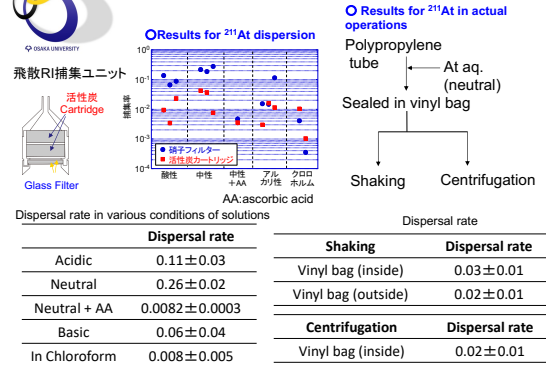 OSAKA UNIVERSITY
飛散RI捕集ユニット
活性炭
Cartridge
Glass Filter
○Results for ²¹¹At dispersion
捕集率
10⁰
10⁻¹
10⁻²
10⁻³
10⁻⁴
硝子フィルター
活性炭カートリッジ
酸性
中性
中性
+AA
アル
カリ性
クロロ
ホルム
AA:ascorbic acid
○ Results for ²¹¹At in actual
operations
Polypropylene
tube
At aq.
(neutral)
Sealed in vinyl bag
Shaking
Centrifugation
Dispersal rate in various conditions of solutions
Dispersal rate
Acidic 0.11±0.03
Neutral 0.26±0.02
Neutral + AA 0.0082±0.0003
Basic 0.06±0.04
In Chloroform 0.008±0.005
Dispersal rate
Shaking Dispersal rate
Vinyl bag (inside) 0.03±0.01
Vinyl bag (outside) 0.02±0.01
Centrifugation Dispersal rate
Vinyl bag (inside) 0.02±0.01